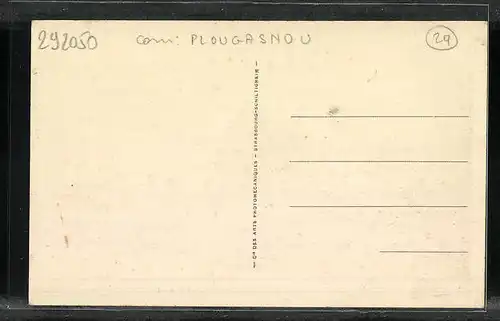 292050 com: PLOUGASNOU 29
— Cie DES ARTS PHOTOMECANIQUES — STRASBOURG-SCHILTIGHEIM —